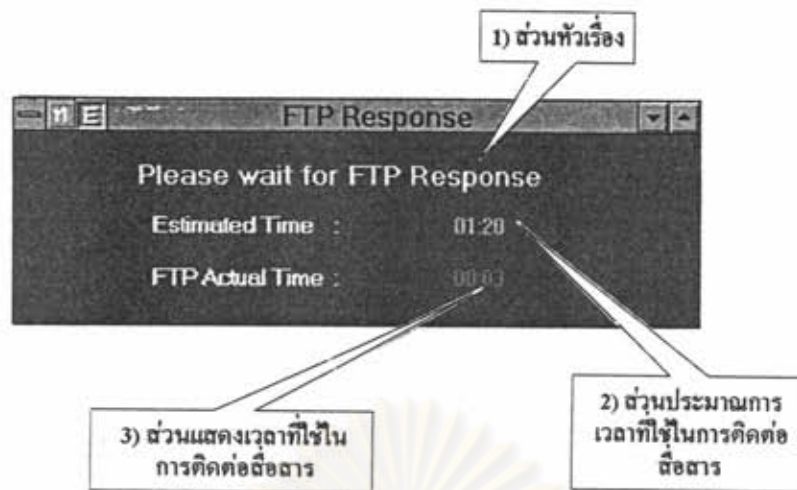 1) ส่วนหัวเรื่อง
ก E FTP Response
Please wait for FTP Response
Estimated Time : 01:20
FTP Actual Time : 00:03
2) ส่วนประมาณการ
เวลาที่ใช้ในการติดต่อ
สื่อสาร
3) ส่วนแสดงเวลาที่ใช้ใน
การติดต่อสื่อสาร